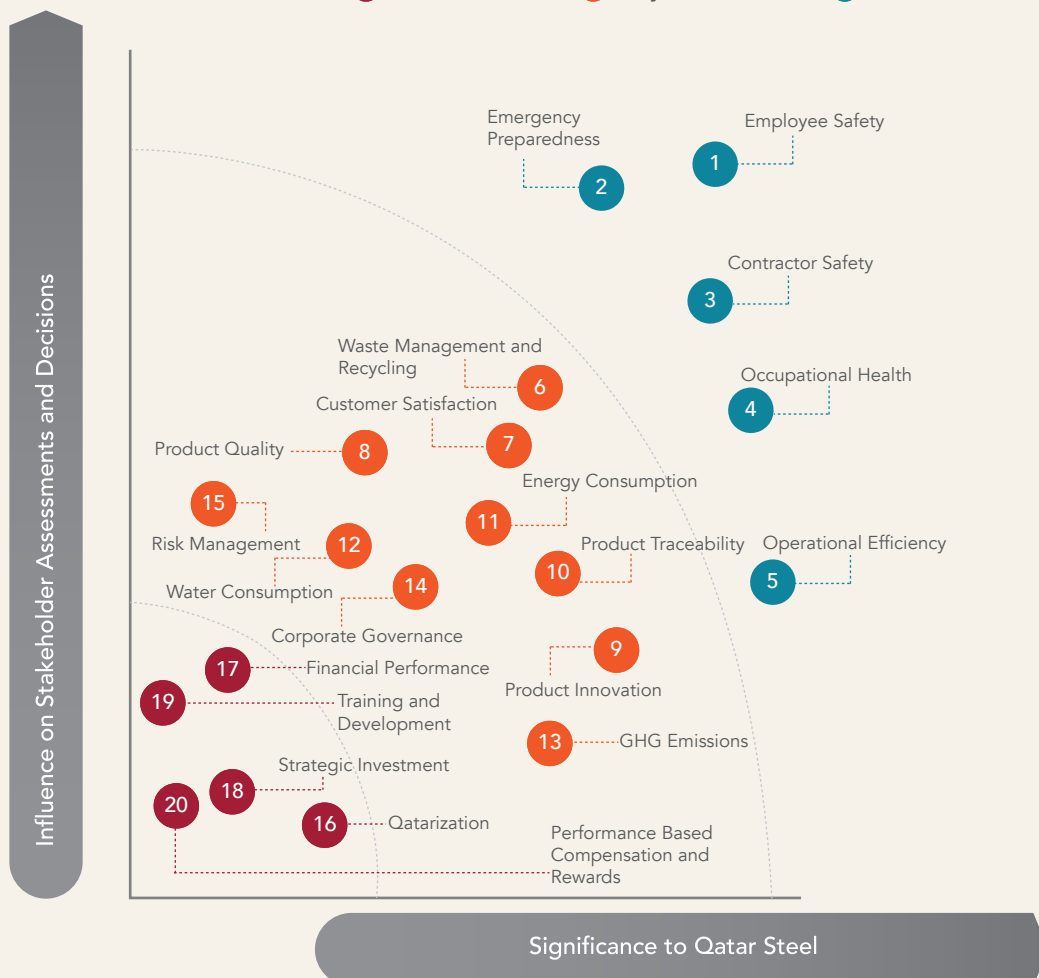 Emergency
Preparedness
Employee Safety
1
2
Contractor Safety
3
Waste Management and
Recycling
Occupational Health
6
4
Customer Satisfaction
7
Product Quality
8
Energy Consumption
15
11
Risk Management
12
Product Traceability
Operational Efficiency
10
5
Water Consumption
14
Corporate Governance
9
17
Financial Performance
Product Innovation
19
Training and
Development
13
GHG Emissions
Strategic Investment
18
20
16
Qatarization
Performance Based
Compensation and
Rewards
Influence on Stakeholder Assessments and Decisions
Significance to Qatar Steel